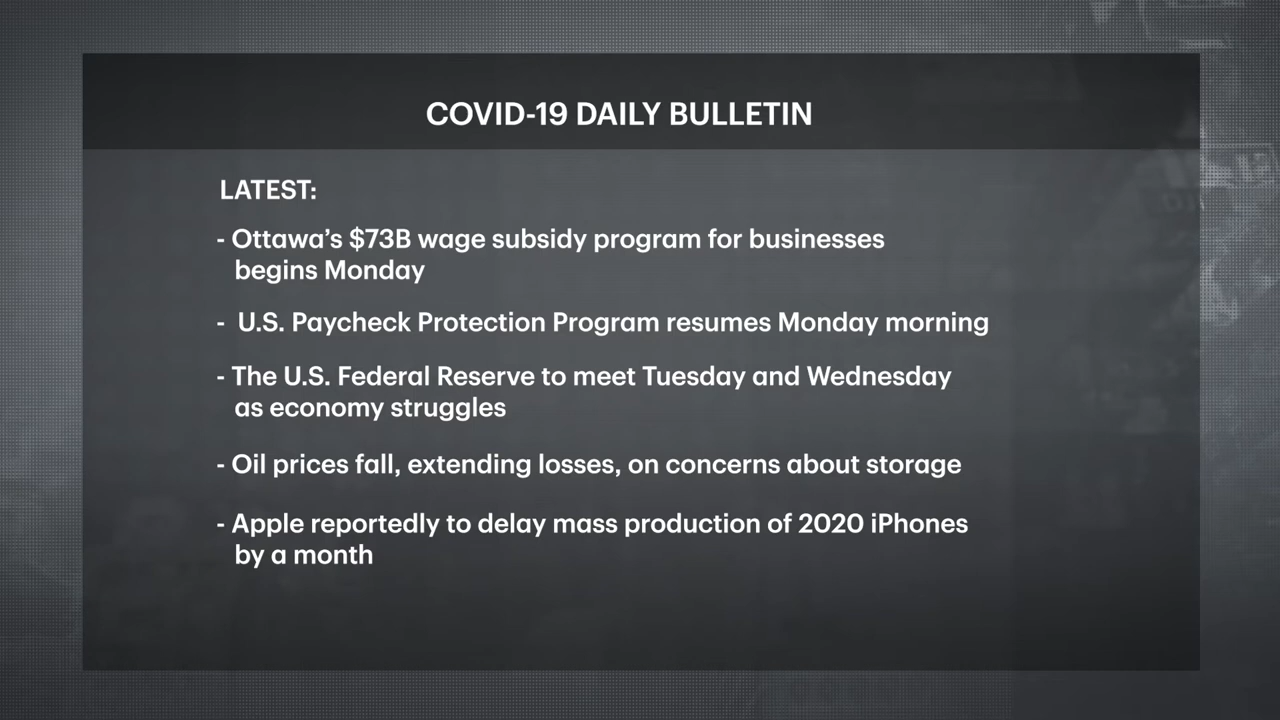 COVID-19 DAILY BULLETIN
LATEST:
- Ottawa’s $73B wage subsidy program for businesses
begins Monday
- U.S. Paycheck Protection Program resumes Monday morning
- The U.S. Federal Reserve to meet Tuesday and Wednesday
as economy struggles
- Oil prices fall, extending losses, on concerns about storage
- Apple reportedly to delay mass production of 2020 iPhones
by a month